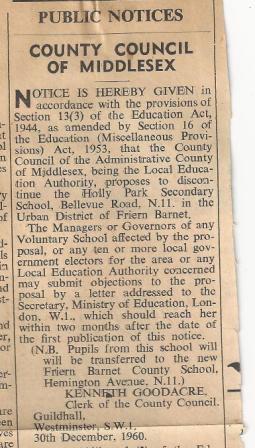 PUBLIC NOTICES
COUNTY COUNCIL
OF MIDDLESEX
NOTICE IS HEREBY GIVEN in
accordance with the provisions of
Section 13(3) of the Education Act,
1944, as amended by Section 16 of
the Education (Miscellaneous Provi-
sions) Act, 1953, that the County
Council of the Administrative County
of Middlesex, being the Local Educa-
tion Authority, proposes to discon-
tinue the Holly Park Secondary
School, Bellevue Road, N.11. in the
Urban District of Friern Barnet.
The Managers or Governors of any
Voluntary School affected by the pro-
posal, or any ten or more local gov-
ernment electors for the area or any
Local Education Authority concerned
may submit objections to the pro-
posal by a letter addressed to the
Secretary, Ministry of Education, Lon-
don, W.1., which should reach her
within two months after the date of
the first publication of this notice.
(N.B. Pupils from this school will
will be transferred to the new
Friern Barnet County School,
Hemington Avenue, N.11.)
KENNETH GOODACRE,
Clerk of the County Council.
Guildhall,
Westminster, S.W.1,
30th December, 1960.